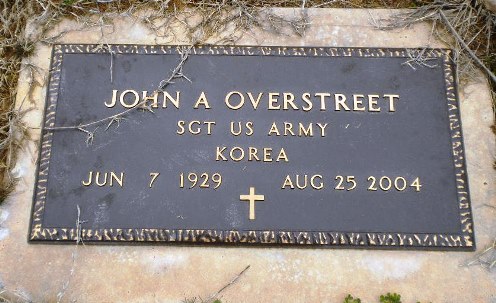 JOHN A OVERSTREET
SGT US ARMY
KOREA
JUN 7 1929 AUG 25 2004